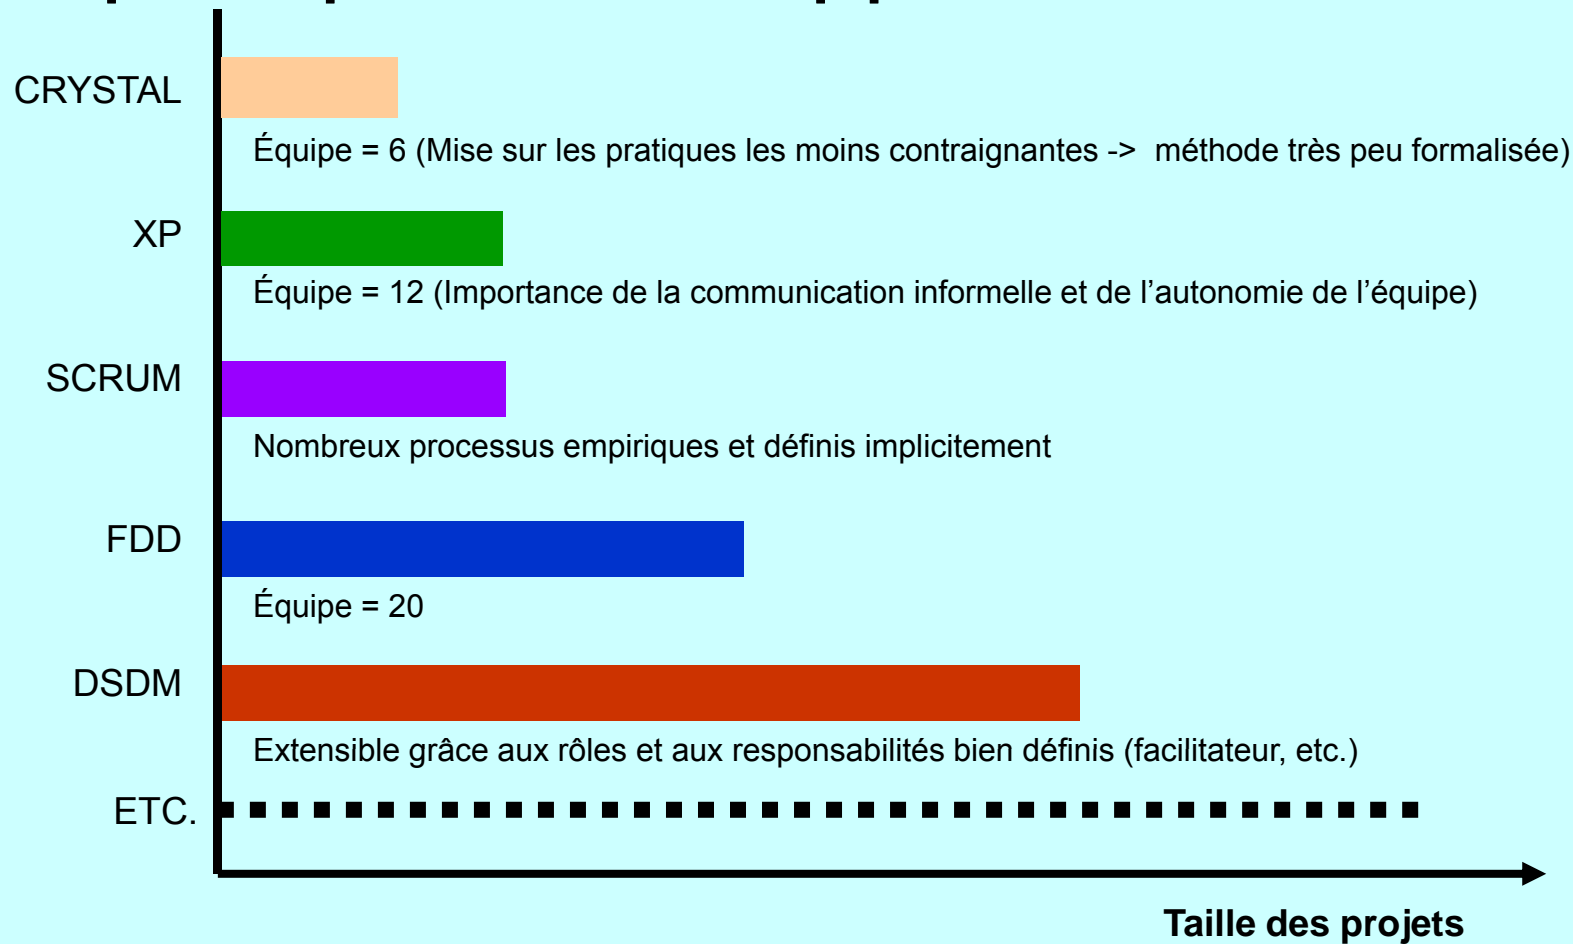 CRYSTAL
Équipe = 6 (Mise sur les pratiques les moins contraignantes -> méthode très peu formalisée)
XP
Équipe = 12 (Importance de la communication informelle et de l’autonomie de l’équipe)
SCRUM
Nombreux processus empiriques et définis implicitement
FDD
Équipe = 20
DSDM
Extensible grâce aux rôles et aux responsabilités bien définis (facilitateur, etc.)
ETC.
Taille des projets